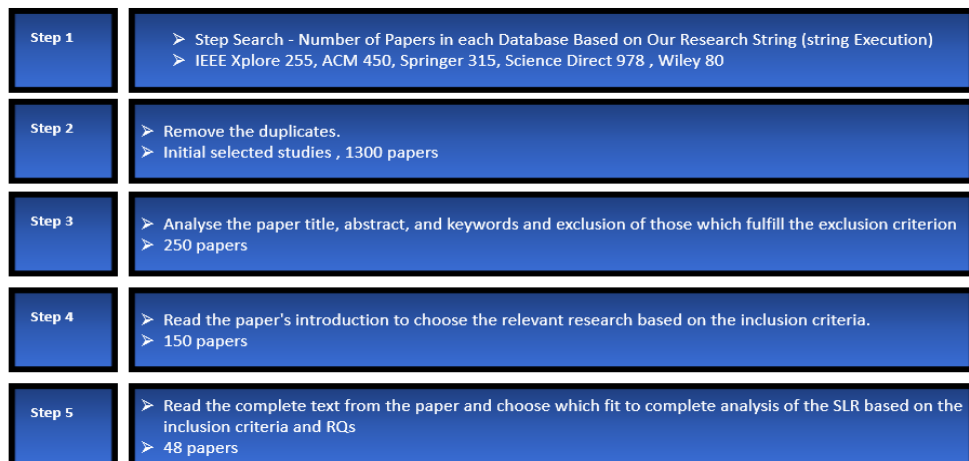 Step 1
➢ Step Search - Number of Papers in each Database Based on Our Research String (string Execution)
➢ IEEE Xplore 255, ACM 450, Springer 315, Science Direct 978 , Wiley 80
Step 2
➢ Remove the duplicates.
➢ Initial selected studies , 1300 papers
Step 3
➢ Analyse the paper title, abstract, and keywords and exclusion of those which fulfill the exclusion criterion
➢ 250 papers
Step 4
➢ Read the paper's introduction to choose the relevant research based on the inclusion criteria.
➢ 150 papers
Step 5
➢ Read the complete text from the paper and choose which fit to complete analysis of the SLR based on the
inclusion criteria and RQs
➢ 48 papers